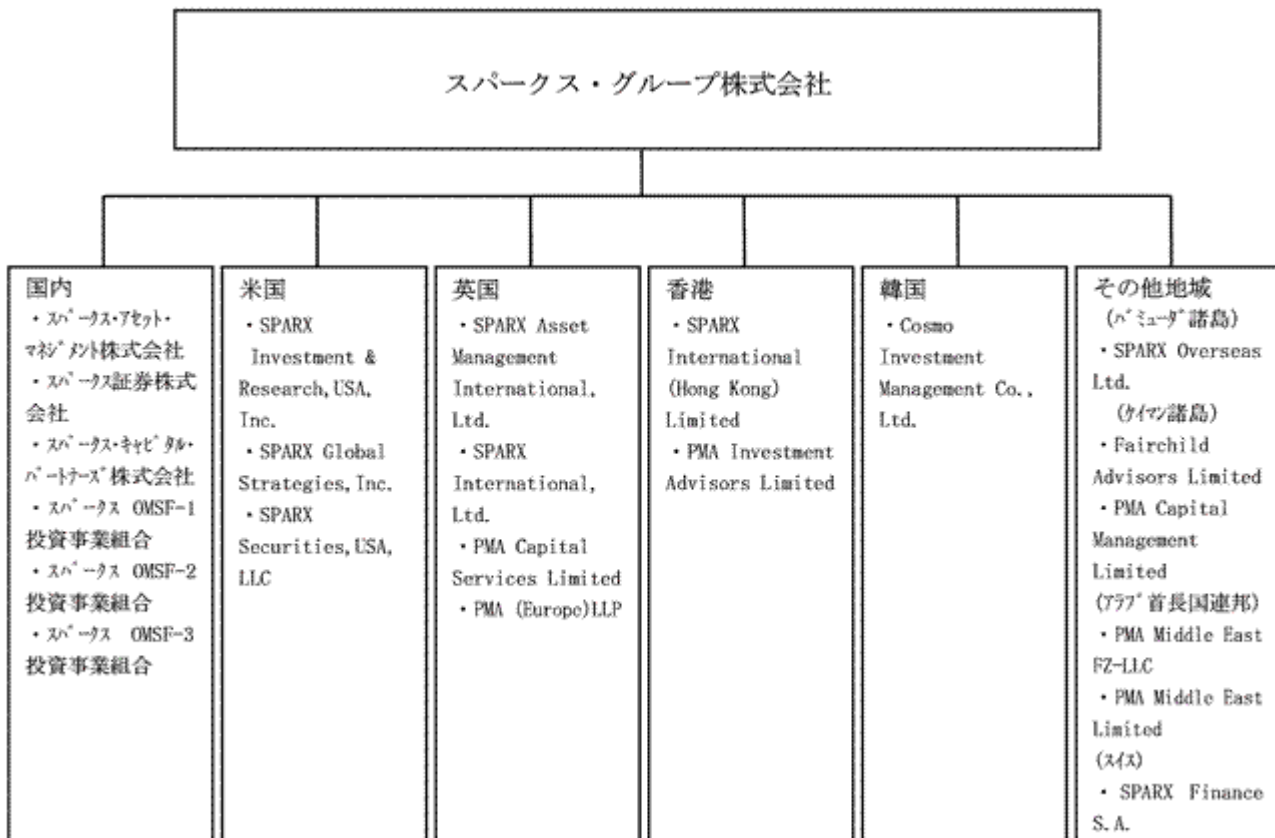 スパークス・グループ株式会社
国内
・スパークス・アセット・
マネジメント株式会社
・スパークス証券株式
会社
・スパークス・キャピタル・
パートナーズ株式会社
・スパークス OMSF-1
投資事業組合
・スパークス OMSF-2
投資事業組合
・スパークス OMSF-3
投資事業組合
米国
・SPARX
Investment &
Research,USA,
Inc.
・SPARX Global
Strategies,Inc.
・SPARX
Securities,USA,
LLC
英国
・SPARX Asset
Management
International,
Ltd.
・SPARX
International,
Ltd.
・PMA Capital
Services Limited
・PMA (Europe)LLP
香港
・SPARX
International
(Hong Kong)
Limited
・PMA Investment
Advisors Limited
韓国
・Cosmo
Investment
Management Co.,
Ltd.
その他地域
(バミューダ諸島)
・SPARX Overseas
Ltd.
(ケイマン諸島)
・Fairchild
Advisors Limited
・PMA Capital
Management
Limited
(アラブ首長国連邦)
・PMA Middle East
FZ-LLC
・PMA Middle East
Limited
(スイス)
・SPARX Finance
S.A.